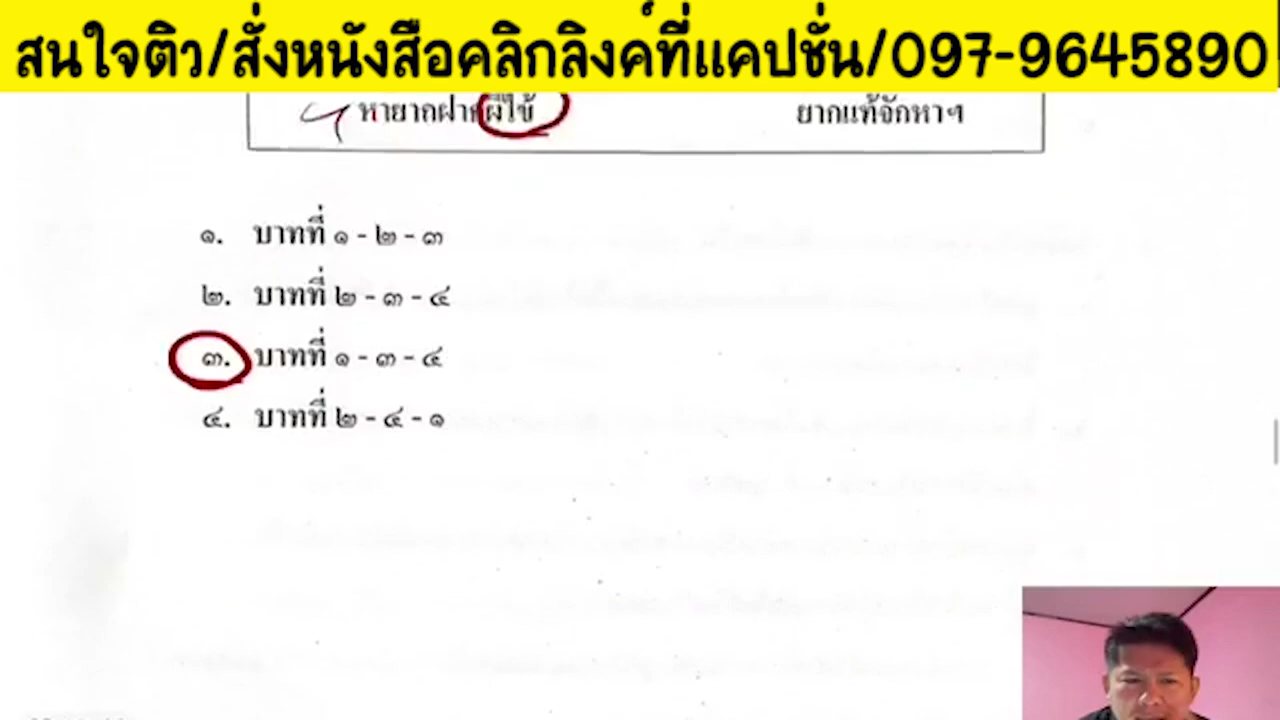 สนใจติว/สั่งหนังสือคลิกลิงค์ที่แคปชั่น/097-9645890
หายากฝากผีไข้ ยากแท้จักหาฯ
๑. บาทที่ ๑ - ๒ - ๓
๒. บาทที่ ๒ - ๓ - ๔
๓. บาทที่ ๑ - ๓ - ๔
๔. บาทที่ ๒ - ๔ - ๑